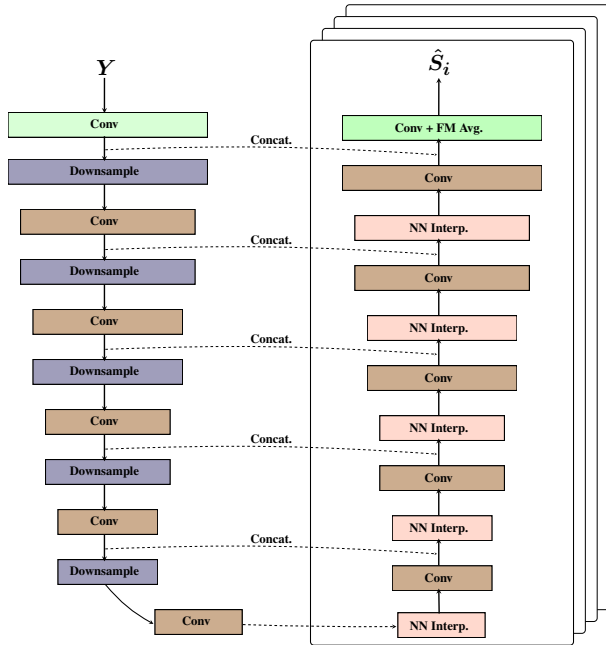 Y
Conv
Downsample
Conv
Downsample
Conv
Downsample
Conv
Downsample
Conv
Downsample
Conv
Concat.
Concat.
Concat.
Concat.
Concat.
Ŝᵢ
Conv + FM Avg.
Conv
NN Interp.
Conv
NN Interp.
Conv
NN Interp.
Conv
NN Interp.
Conv
NN Interp.